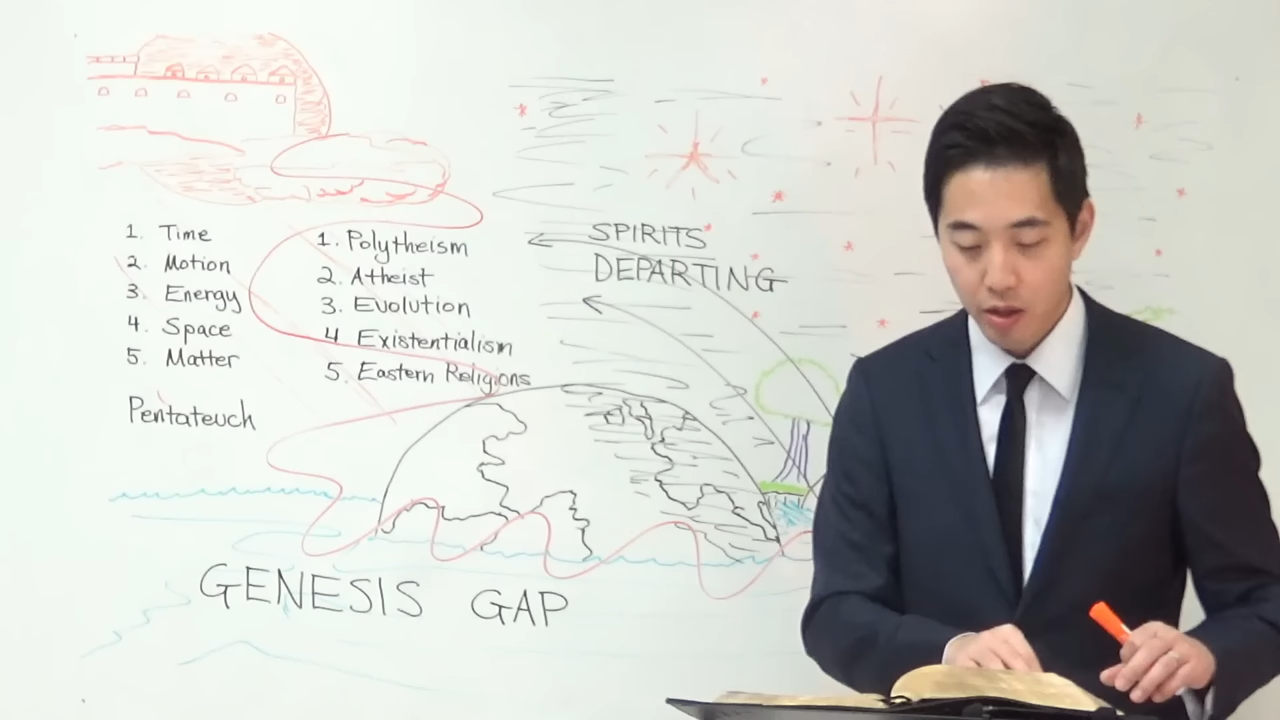 1. Time
2. Motion
3. Energy
4. Space
5. Matter
Pentateuch
1. Polytheism
2. Atheist
3. Evolution
4 Existentialism
5. Eastern Religions
SPIRITS
DEPARTING
GENESIS GAP